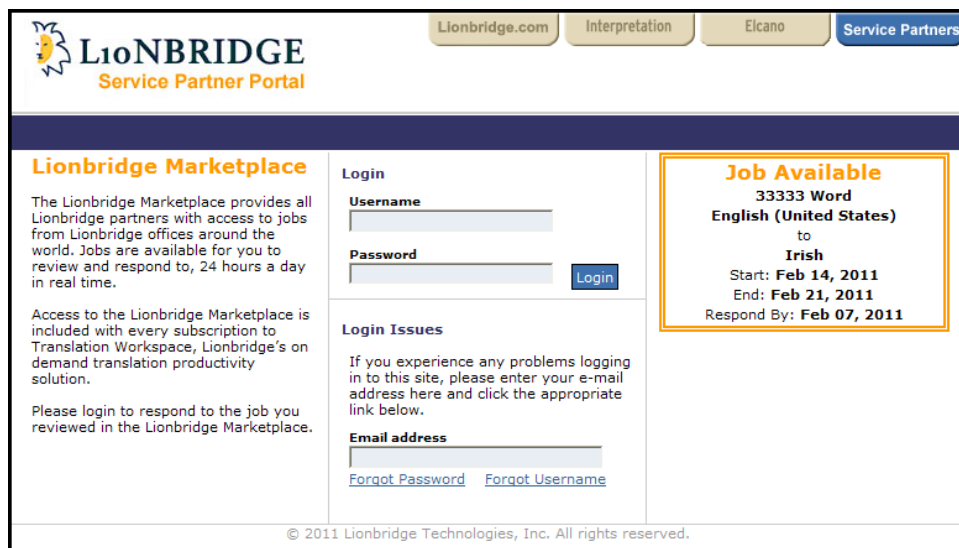 Lionbridge.com
Interpretation
Elcano
Service Partners
LIONBRIDGE
Service Partner Portal
Lionbridge Marketplace
The Lionbridge Marketplace provides all
Lionbridge partners with access to jobs
from Lionbridge offices around the
world. Jobs are available for you to
review and respond to, 24 hours a day
in real time.
Access to the Lionbridge Marketplace is
included with every subscription to
Translation Workspace, Lionbridge's on
demand translation productivity
solution.
Please login to respond to the job you
reviewed in the Lionbridge Marketplace.
Login
Username
Password
Login
Login Issues
If you experience any problems logging
in to this site, please enter your e-mail
address here and click the appropriate
link below.
Email address
Forgot Password Forgot Username
Job Available
33333 Word
English (United States)
to
Irish
Start: Feb 14, 2011
End: Feb 21, 2011
Respond By: Feb 07, 2011
© 2011 Lionbridge Technologies, Inc. All rights reserved.